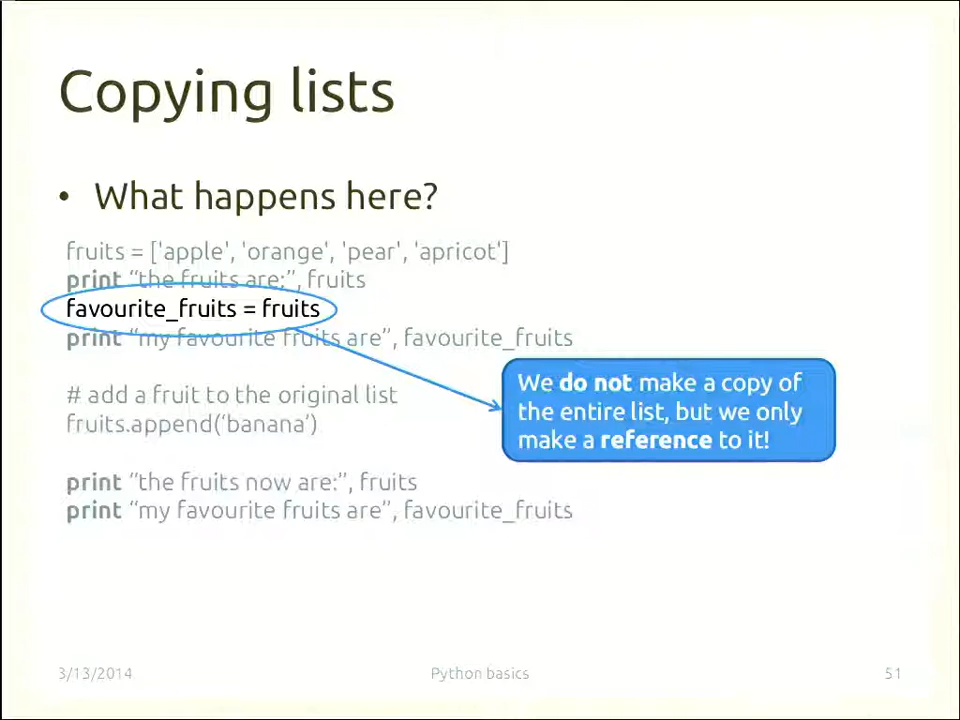 Copying lists
• What happens here?
fruits = ['apple', 'orange', 'pear', 'apricot']
print “the fruits are:”, fruits
favourite_fruits = fruits
print “my favourite fruits are”, favourite_fruits
# add a fruit to the original list
fruits.append(‘banana’)
print “the fruits now are:”, fruits
print “my favourite fruits are”, favourite_fruits
We do not make a copy of
the entire list, but we only
make a reference to it!
3/13/2014
Python basics
51